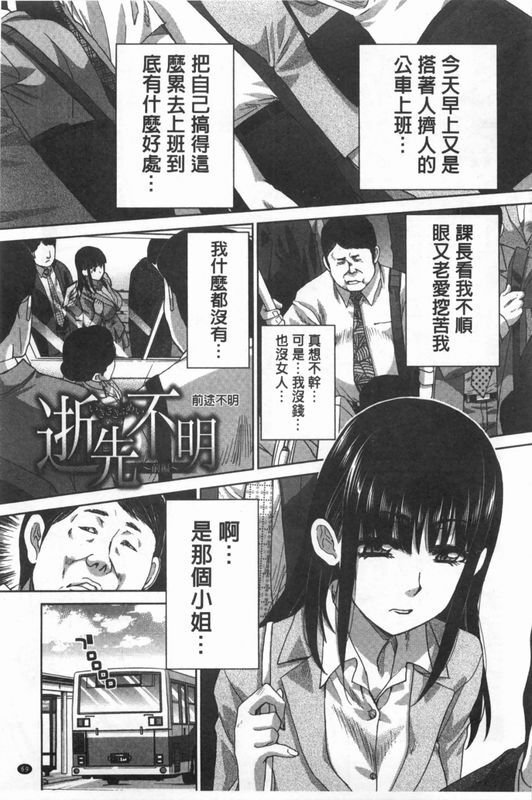 今天早上又是
搭著人擠人的
公車上班…
把自己搞得這
麼累去上班到
底有什麼好處…
課長看我不順
眼又老愛挖苦我
真想不幹…
可是…我沒錢…
也沒女人…
我什麼都沒有…
逝先不明
前途不明
啊…
是那個小姐…
69